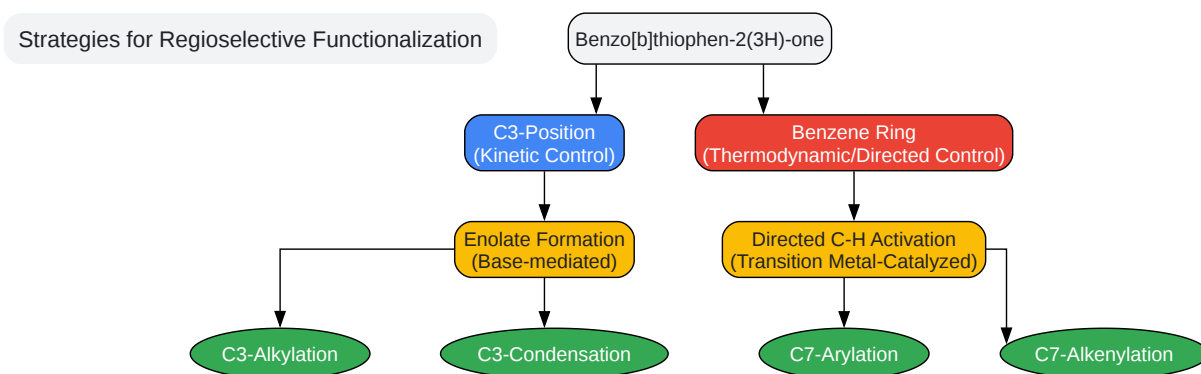 Strategies for Regioselective Functionalization
Benzo[b]thiophen-2(3H)-one
C3-Position
(Kinetic Control)
Benzene Ring
(Thermodynamic/Directed Control)
Enolate Formation
(Base-mediated)
Directed C-H Activation
(Transition Metal-Catalyzed)
C3-Alkylation
C3-Condensation
C7-Arylation
C7-Alkenylation